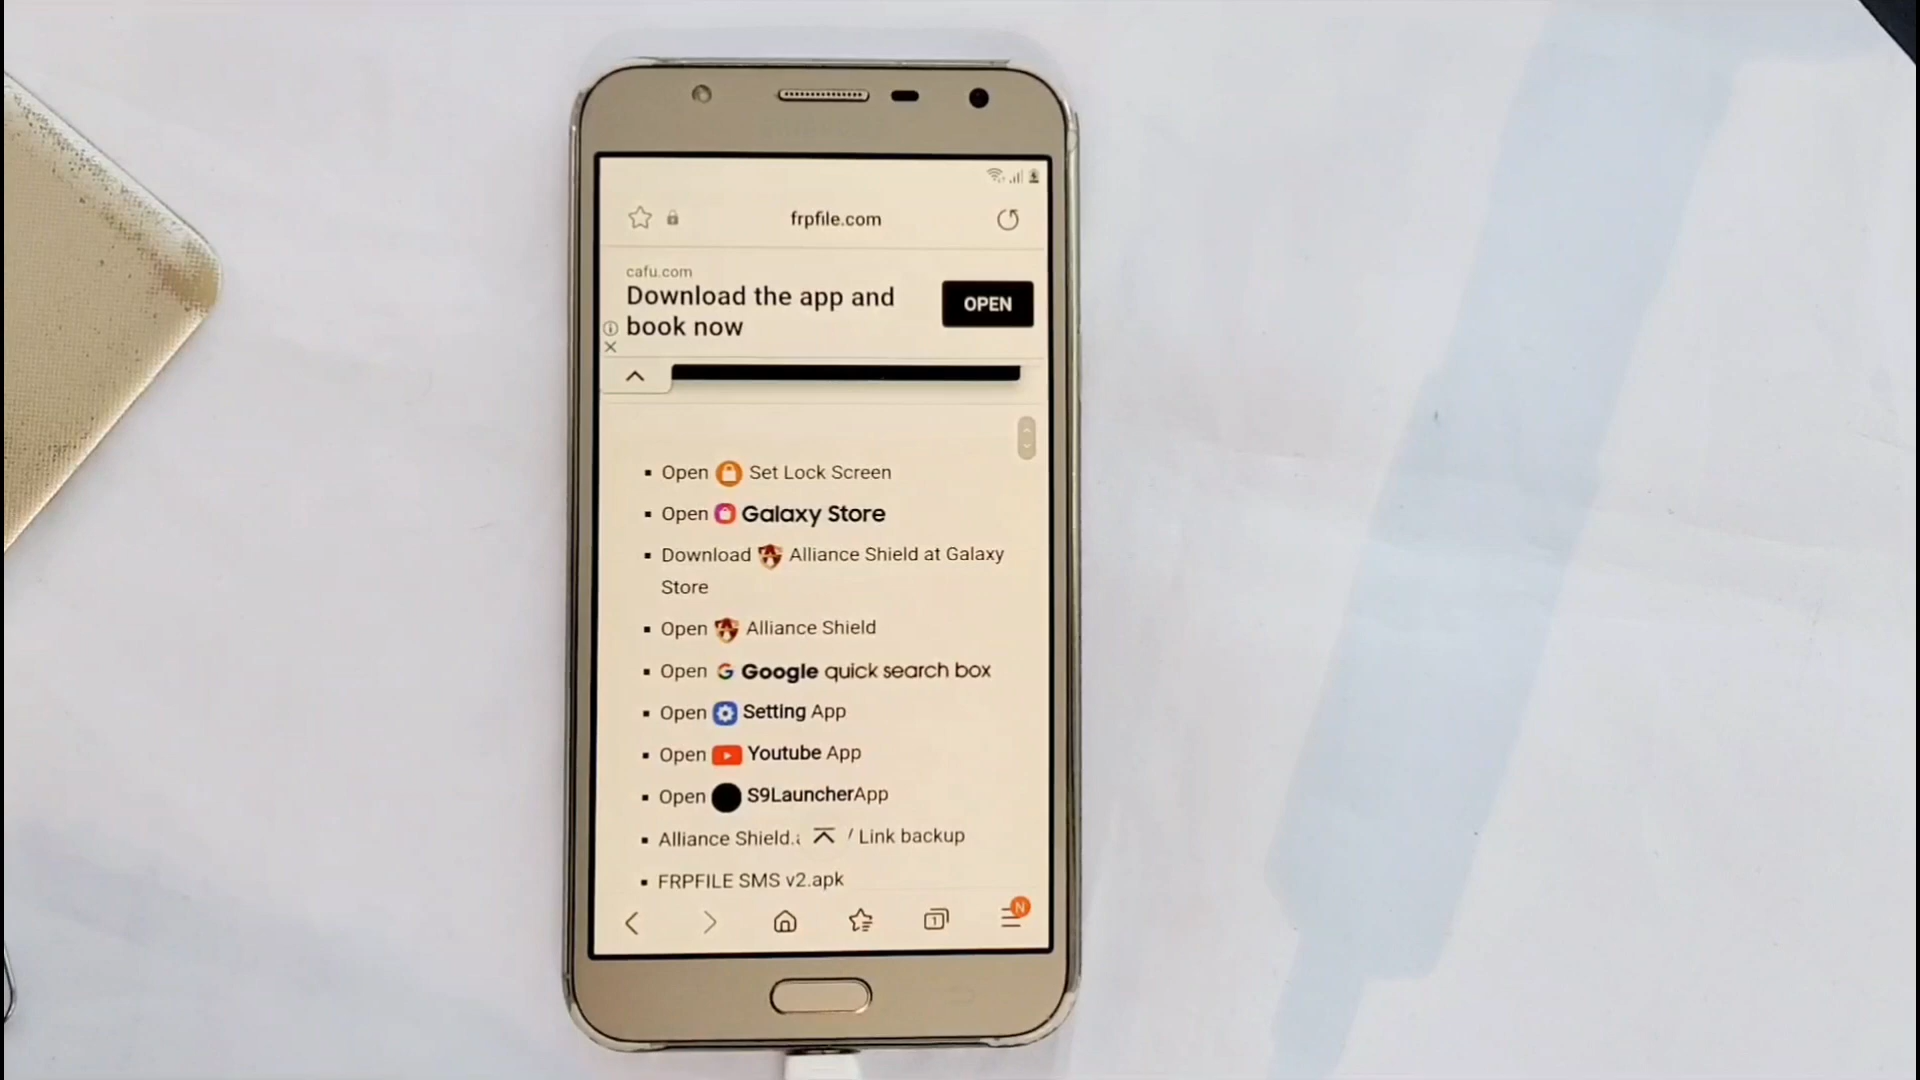 frpfile.com
cafu.com
Download the app and
book now
OPEN
Open Set Lock Screen
Open Galaxy Store
Download Alliance Shield at Galaxy
Store
Open Alliance Shield
Open Google quick search box
Open Setting App
Open Youtube App
Open S9LauncherApp
Alliance Shield. / Link backup
FRPFILE SMS v2.apk
1
N